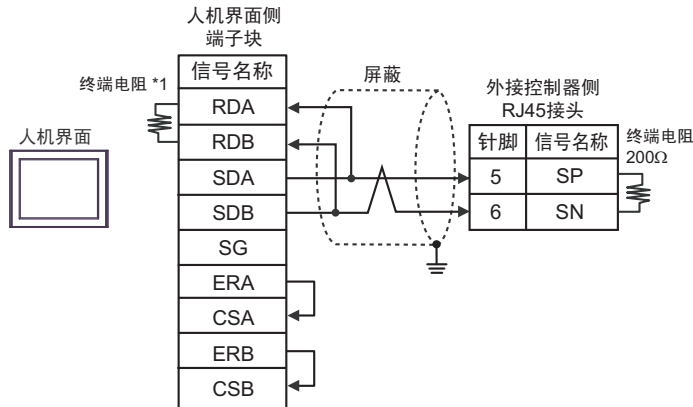 人机界面侧
端子块
终端电阻 *1
信号名称
屏蔽
外接控制器侧
RJ45接头
人机界面
RDA
RDB
SDA
SDB
SG
ERA
CSA
ERB
CSB
针脚 信号名称
5 SP
6 SN
终端电阻
200Ω